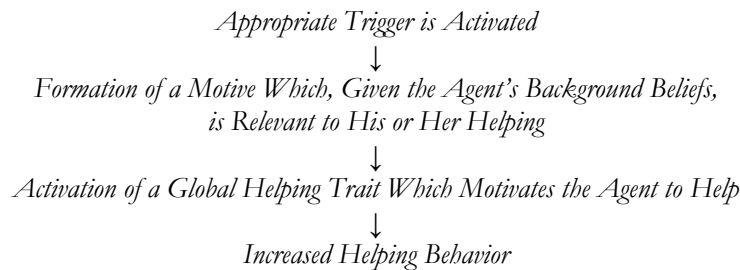 Appropriate Trigger is Activated
↓
Formation of a Motive Which, Given the Agent's Background Beliefs,
is Relevant to His or Her Helping
↓
Activation of a Global Helping Trait Which Motivates the Agent to Help
↓
Increased Helping Behavior